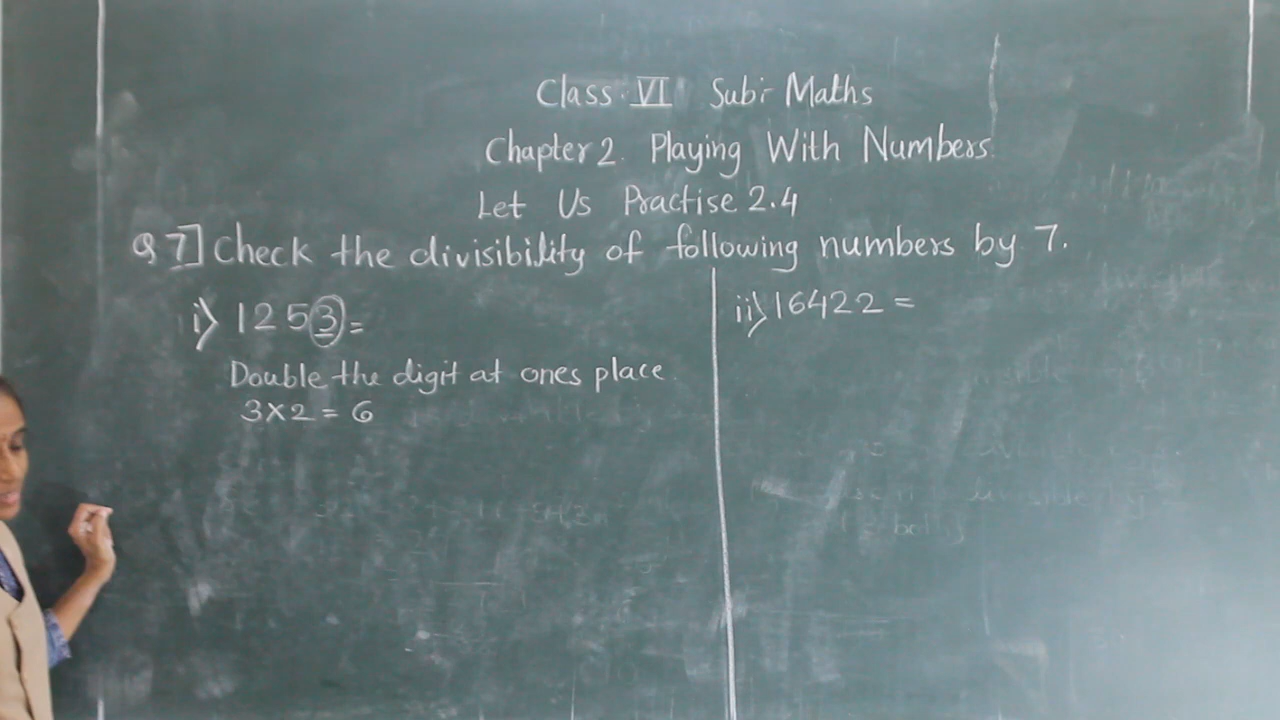 Class VI Sub:- Maths
Chapter 2. Playing With Numbers.
Let Us Practise 2.4
Q 7] Check the divisibility of following numbers by 7.
i) 1253 =
Double the digit at ones place.
3×2 = 6
ii) 16422 =